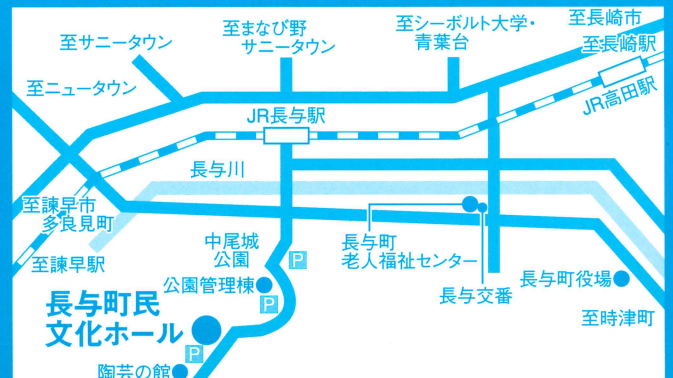 至サニータウン
至まなび野
サニータウン
至シーボルト大学・
青葉台
至長崎市
至長崎駅
至ニュータウン
JR長与駅
JR高田駅
長与川
至諫早市
多良見町
至諫早駅
中尾城
公園
P
公園管理棟
P
長与町
老人福祉センター
長与交番
長与町役場
至時津町
長与町民
文化ホール
P
陶芸の館